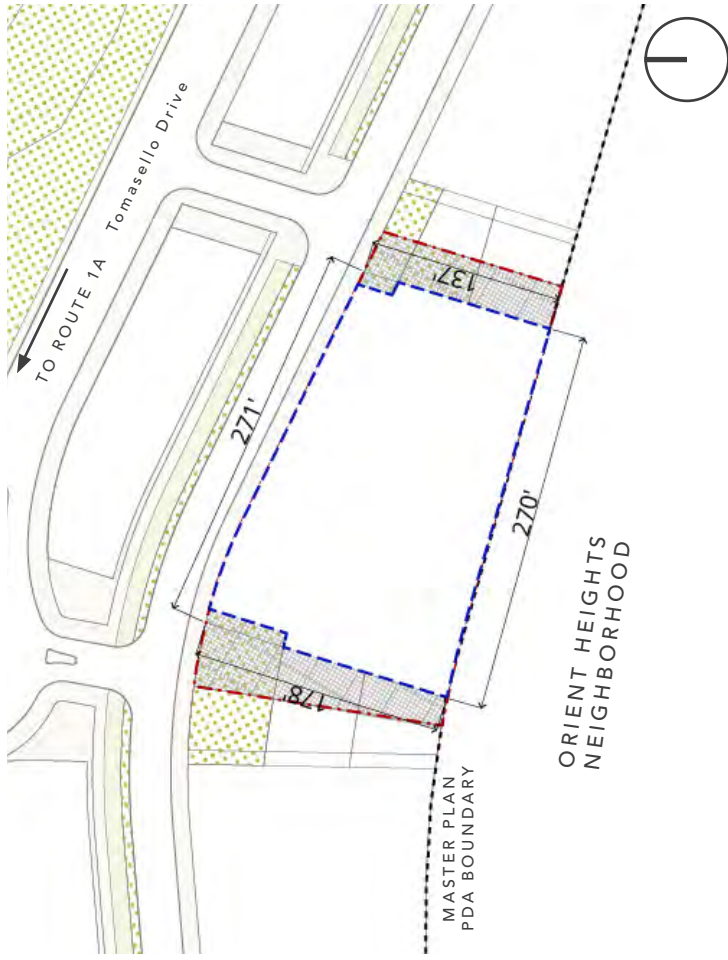 TO ROUTE 1A
Tomasello Drive
137'
271'
270'
178'
ORIENT HEIGHTS
NEIGHBORHOOD
MASTER PLAN
PDA BOUNDARY